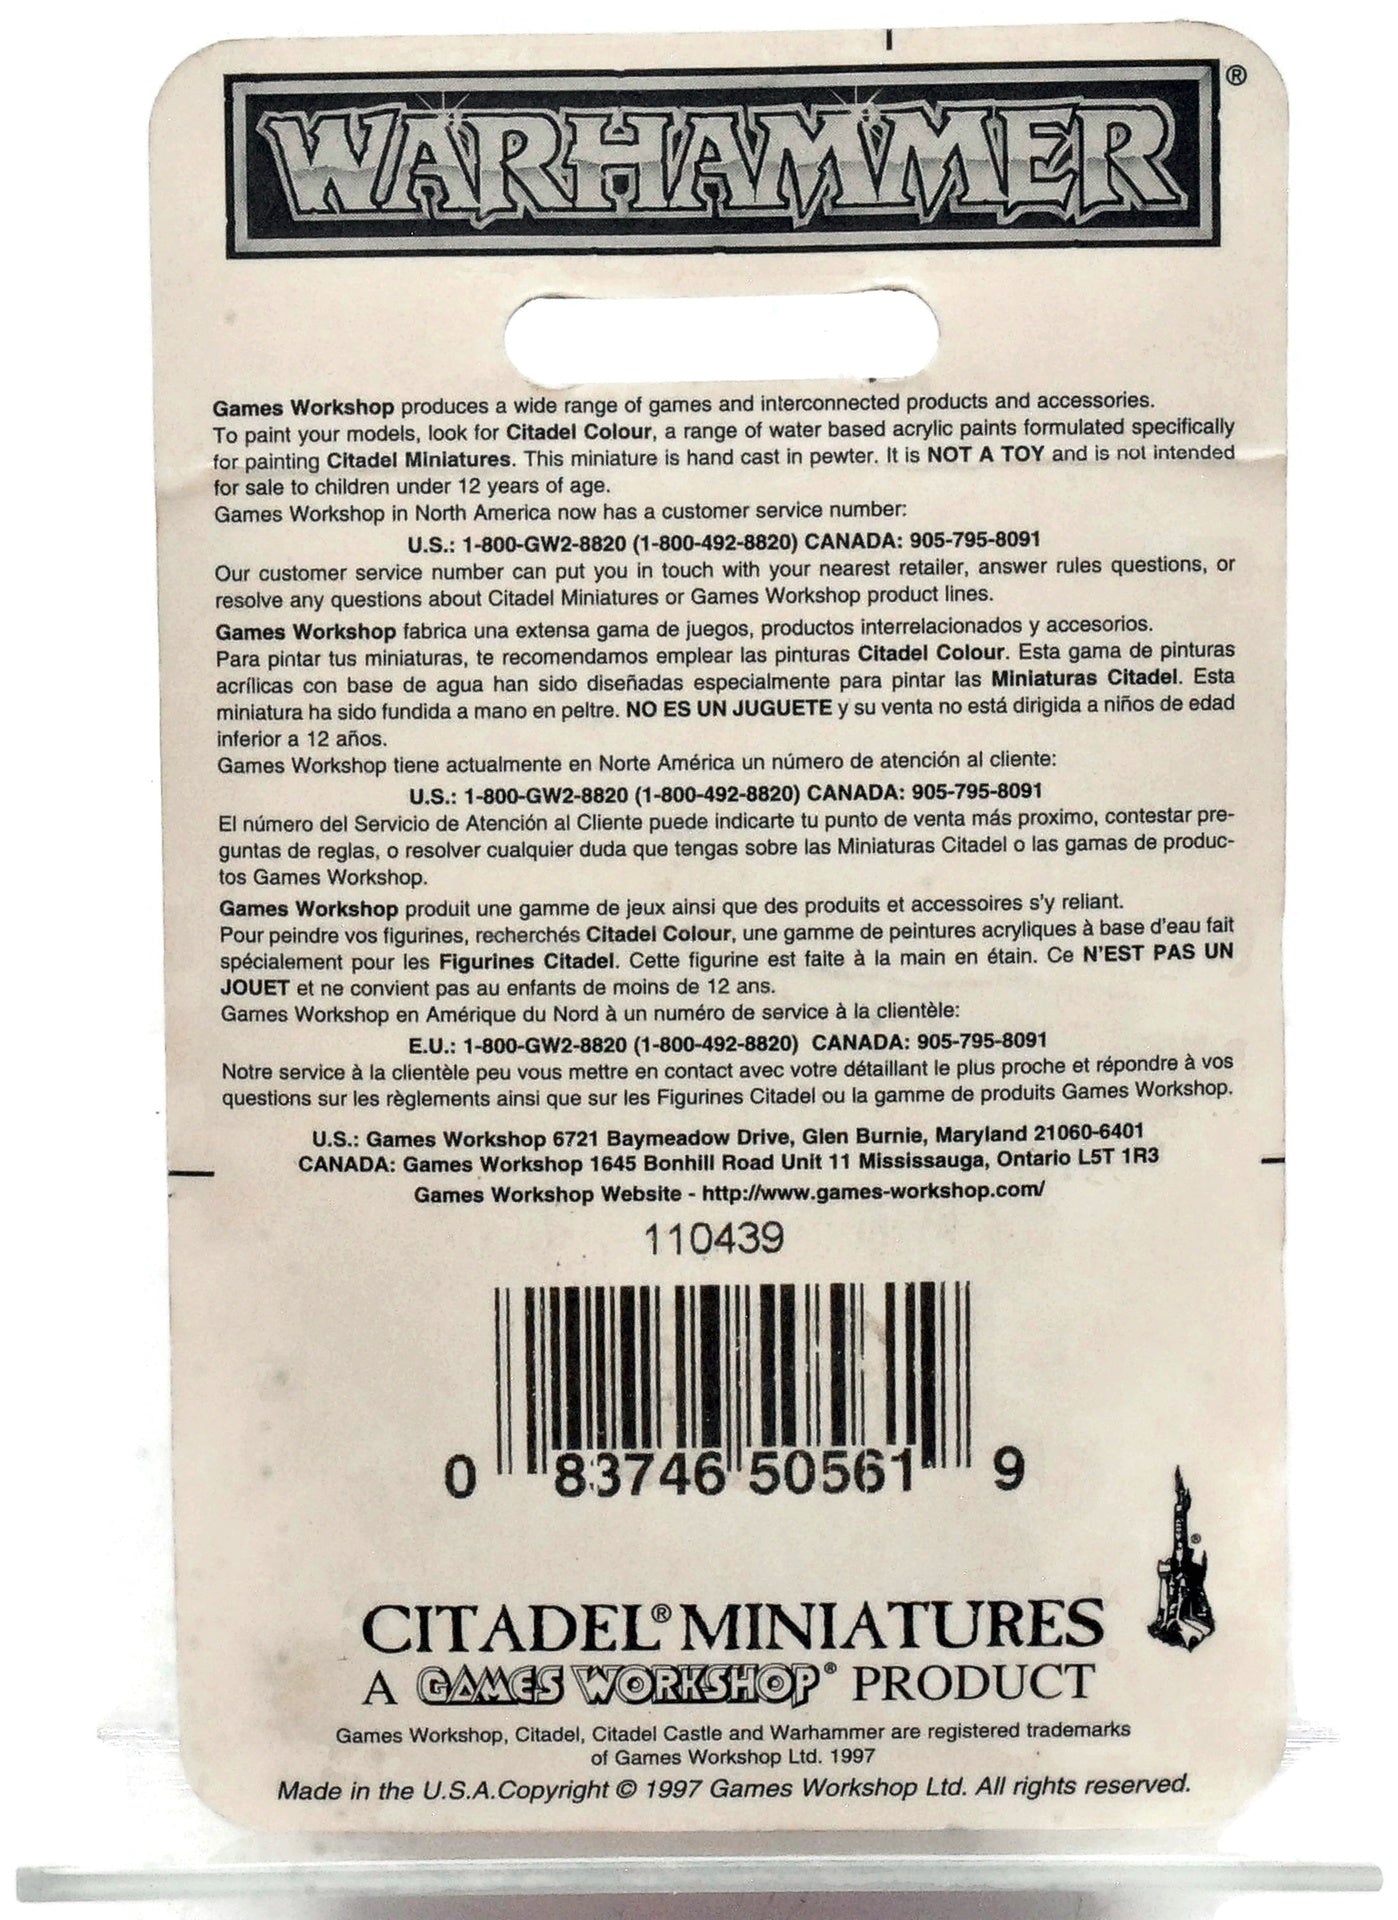 WARHAMMER®
Games Workshop produces a wide range of games and interconnected products and accessories.
To paint your models, look for Citadel Colour, a range of water based acrylic paints formulated specifically
for painting Citadel Miniatures. This miniature is hand cast in pewter. It is NOT A TOY and is not intended
for sale to children under 12 years of age.
Games Workshop in North America now has a customer service number:
U.S.: 1-800-GW2-8820 (1-800-492-8820) CANADA: 905-795-8091
Our customer service number can put you in touch with your nearest retailer, answer rules questions, or
resolve any questions about Citadel Miniatures or Games Workshop product lines.
Games Workshop fabrica una extensa gama de juegos, productos interrelacionados y accesorios.
Para pintar tus miniaturas, te recomendamos emplear las pinturas Citadel Colour. Esta gama de pinturas
acrílicas con base de agua han sido diseñadas especialmente para pintar las Miniaturas Citadel. Esta
miniatura ha sido fundida a mano en peltre. NO ES UN JUGUETE y su venta no está dirigida a niños de edad
inferior a 12 años.
Games Workshop tiene actualmente en Norte América un número de atención al cliente:
U.S.: 1-800-GW2-8820 (1-800-492-8820) CANADA: 905-795-8091
El número del Servicio de Atención al Cliente puede indicarte tu punto de venta más proximo, contestar pre-
guntas de reglas, o resolver cualquier duda que tengas sobre las Miniaturas Citadel o las gamas de produc-
tos Games Workshop.
Games Workshop produit une gamme de jeux ainsi que des produits et accessoires s'y reliant.
Pour peindre vos figurines, recherchés Citadel Colour, une gamme de peintures acryliques à base d'eau fait
spécialement pour les Figurines Citadel. Cette figurine est faite à la main en étain. Ce N'EST PAS UN
JOUET et ne convient pas au enfants de moins de 12 ans.
Games Workshop en Amérique du Nord à un numéro de service à la clientèle:
E.U.: 1-800-GW2-8820 (1-800-492-8820) CANADA: 905-795-8091
Notre service à la clientèle peu vous mettre en contact avec votre détaillant le plus proche et répondre à vos
questions sur les règlements ainsi que sur les Figurines Citadel ou la gamme de produits Games Workshop.
U.S.: Games Workshop 6721 Baymeadow Drive, Glen Burnie, Maryland 21060-6401
CANADA: Games Workshop 1645 Bonhill Road Unit 11 Mississauga, Ontario L5T 1R3
Games Workshop Website - http://www.games-workshop.com/
110439
0 83746 50561 9
CITADEL® MINIATURES
A GAMES WORKSHOP® PRODUCT
Games Workshop, Citadel, Citadel Castle and Warhammer are registered trademarks
of Games Workshop Ltd. 1997
Made in the U.S.A.Copyright © 1997 Games Workshop Ltd. All rights reserved.